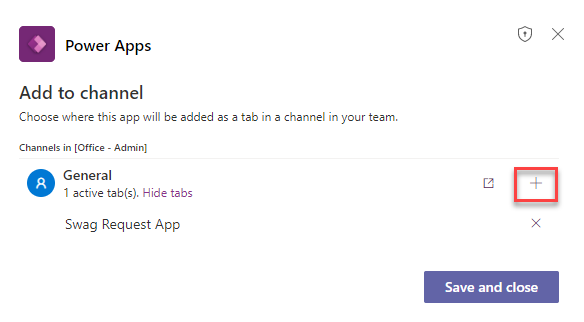 Power Apps
Add to channel
Choose where this app will be added as a tab in a channel in your team.
Channels in [Office - Admin]
General
1 active tab(s). Hide tabs
Swag Request App
Save and close